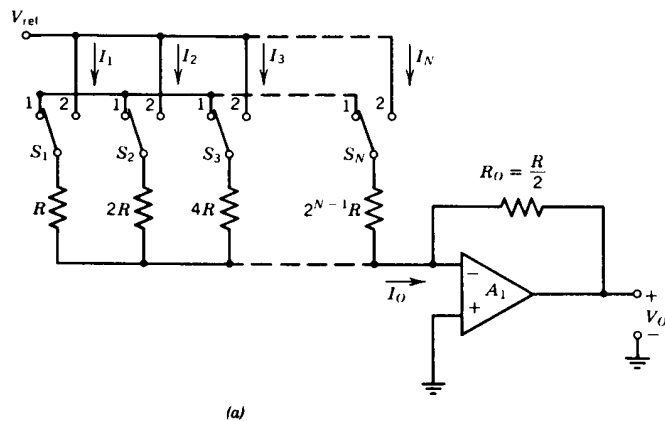 V_ref
I_1 I_2 I_3 I_N
1 2 1 2 1 2 1 2
S_1 S_2 S_3 S_N
R_O = R/2
R 2R 4R 2^{N-1}R
I_O
−
A_1
+
+
V_O
−
(a)